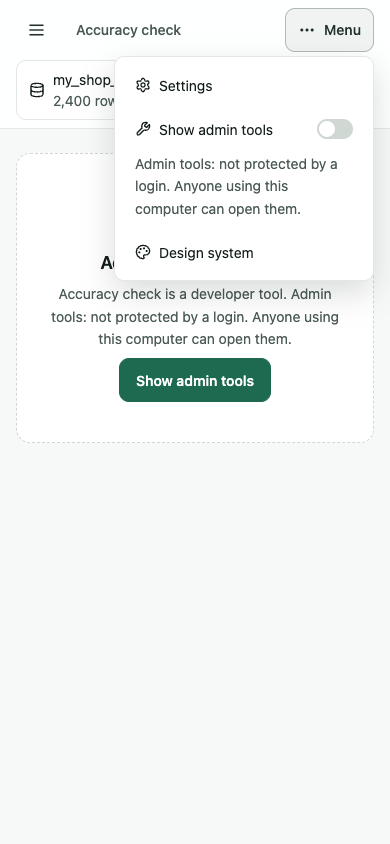 Accuracy check
Menu
my_shop_
2,400 row
Settings
Show admin tools
Admin tools: not protected by a
login. Anyone using this
computer can open them.
Design system
Accuracy check is a developer tool. Admin
tools: not protected by a login. Anyone using
this computer can open them.
Show admin tools